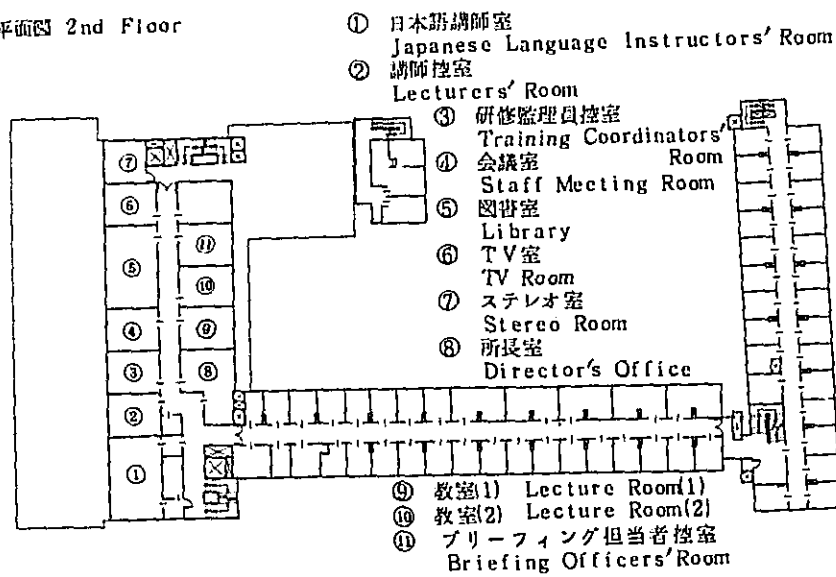 平面図 2nd Floor
① 日本語講師室
Japanese Language Instructors' Room
② 講師控室
Lecturers' Room
③ 研修監理員控室
Training Coordinators' Room
④ 会議室
Staff Meeting Room
⑤ 図書室
Library
⑥ TV室
TV Room
⑦ ステレオ室
Stereo Room
⑧ 所長室
Director's Office
⑨ 教室(1) Lecture Room(1)
⑩ 教室(2) Lecture Room(2)
⑪ ブリーフィング担当者控室
Briefing Officers' Room
⑦
⑥
⑤
④
③
②
①
⑪
⑩
⑨
⑧